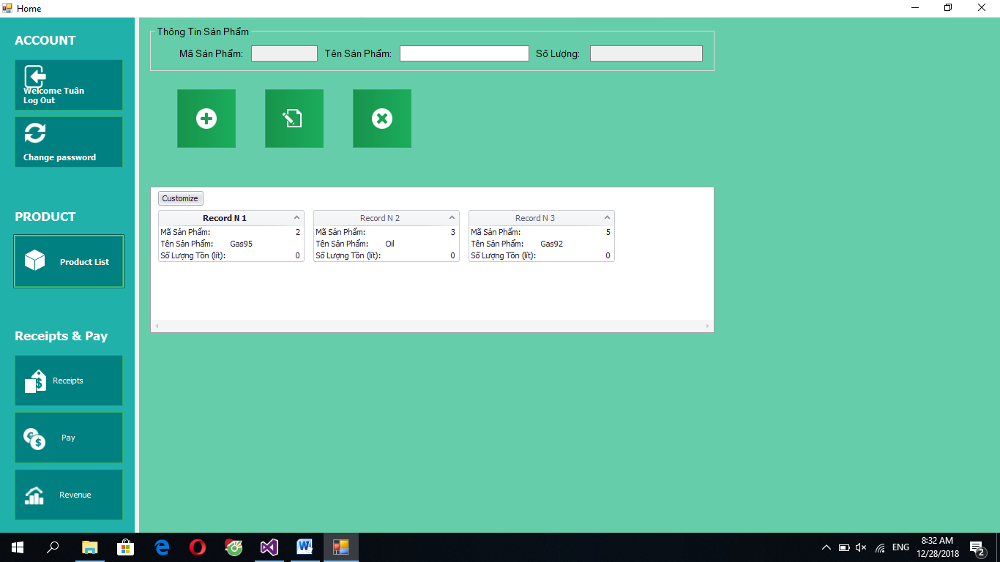 Home
ACCOUNT
Welcome Tuân
Log Out
Change password
PRODUCT
Product List
Receipts & Pay
Receipts
Pay
Revenue
Thông Tin Sản Phẩm
Mã Sản Phẩm: Tên Sản Phẩm: Số Lượng:
Customize
Record N 1
Mã Sản Phẩm: 2
Tên Sản Phẩm: Gas95
Số Lượng Tồn (lít): 0
Record N 2
Mã Sản Phẩm: 3
Tên Sản Phẩm: Oil
Số Lượng Tồn (lít): 0
Record N 3
Mã Sản Phẩm: 5
Tên Sản Phẩm: Gas92
Số Lượng Tồn (lít): 0
ENG
8:32 AM
12/28/2018
2